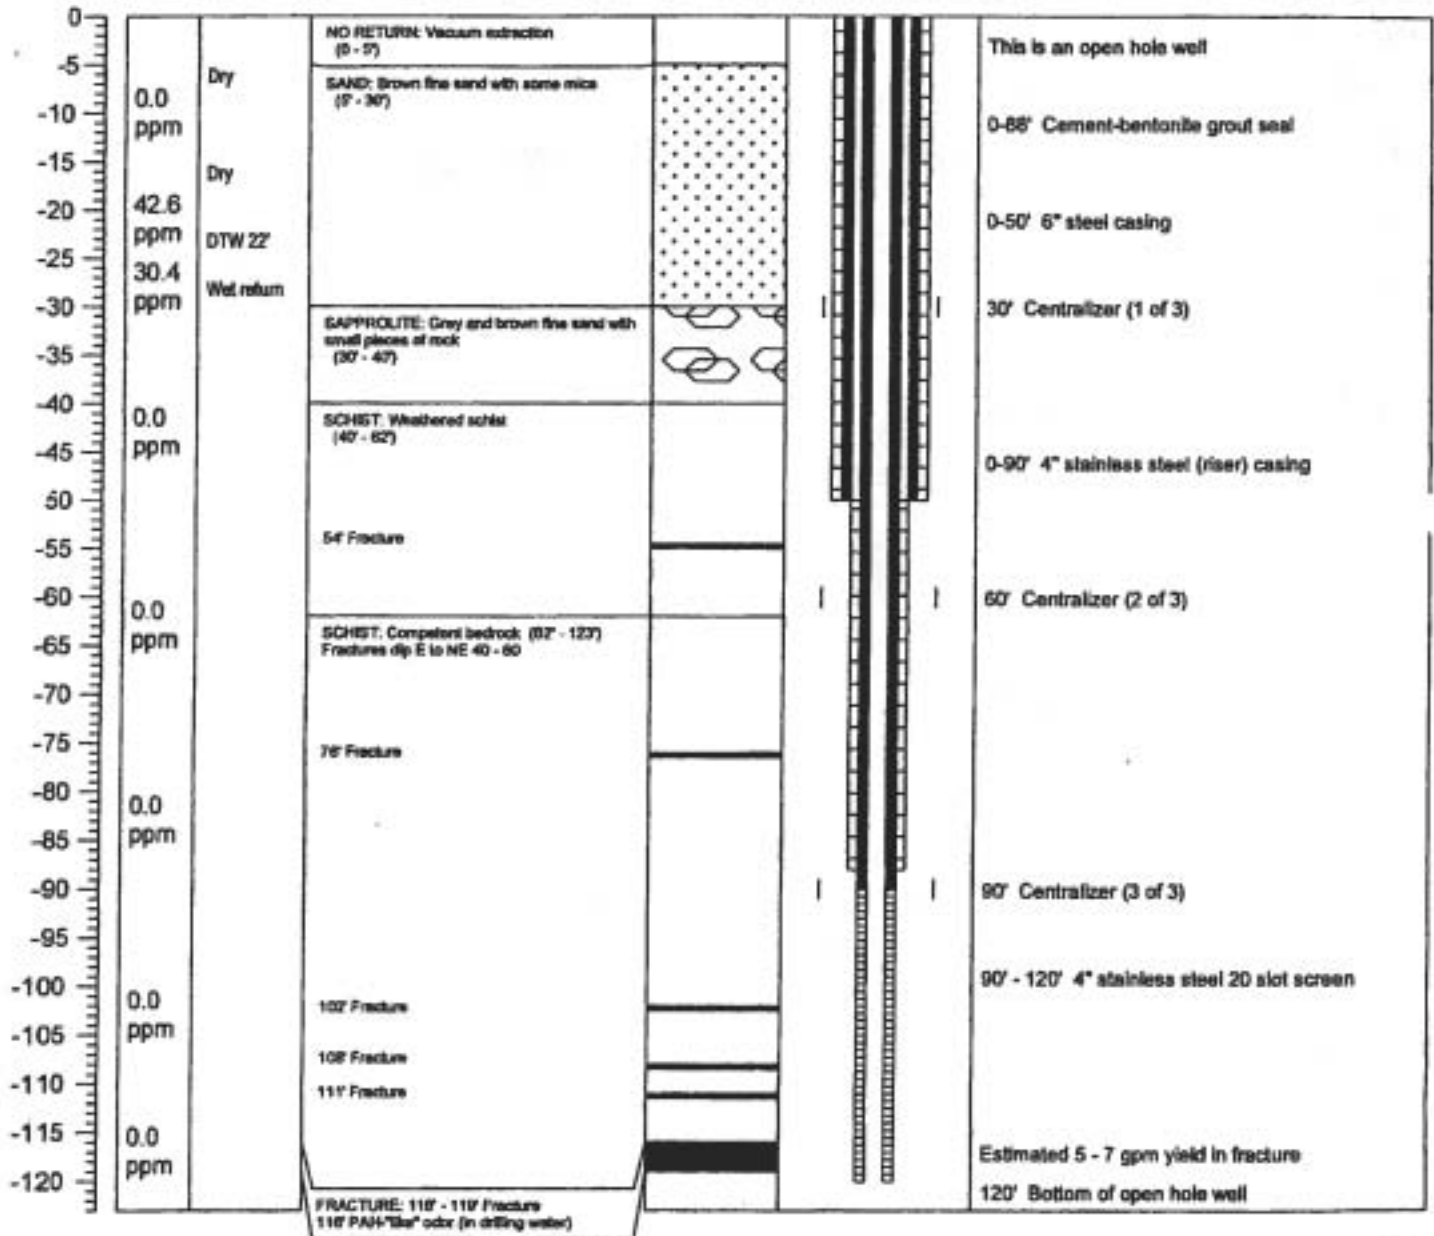 0
-5
-10
-15
-20
-25
-30
-35
-40
-45
50
-55
-60
-65
-70
-75
-80
-85
-90
-95
-100
-105
-110
-115
-120
0.0
ppm
42.6
ppm
30.4
ppm
0.0
ppm
0.0
ppm
0.0
ppm
0.0
ppm
0.0
ppm
Dry
Dry
DTW 22'
Wet return
NO RETURN: Vacuum extraction
(0 - 5')
SAND: Brown fine sand with some mica
(5' - 30')
SAPPROLITE: Grey and brown fine sand with
small pieces of rock
(30' - 40')
SCHIST: Weathered schist
(40' - 62')
54' Fracture
SCHIST: Competent bedrock (62' - 123')
Fractures dip E to NE 40 - 60
76' Fracture
102' Fracture
108' Fracture
111' Fracture
FRACTURE: 116' - 119' Fracture
116' PAH-"like" odor (in drilling water)
This is an open hole well
0-88' Cement-bentonite grout seal
0-50' 6" steel casing
30' Centralizer (1 of 3)
0-90' 4" stainless steel (riser) casing
60' Centralizer (2 of 3)
90' Centralizer (3 of 3)
90' - 120' 4" stainless steel 20 slot screen
Estimated 5 - 7 gpm yield in fracture
120' Bottom of open hole well